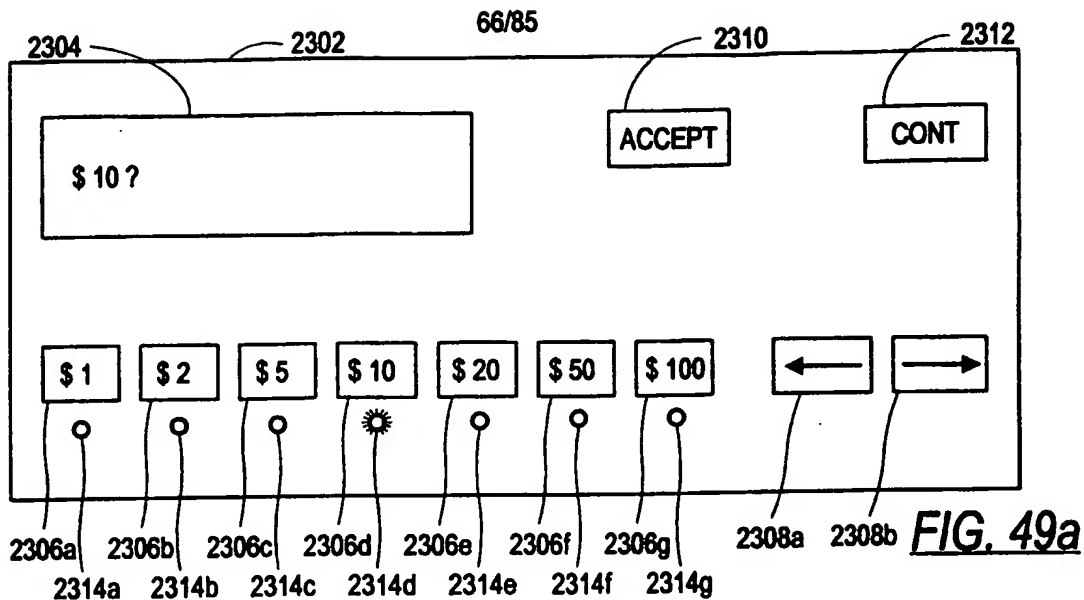 66/85
2304 2302 2310 2312
ACCEPT CONT
$ 10 ?
$ 1 $ 2 $ 5 $ 10 $ 20 $ 50 $ 100
2306a 2306b 2306c 2306d 2306e 2306f 2306g 2308a 2308b FIG. 49a
2314a 2314b 2314c 2314d 2314e 2314f 2314g